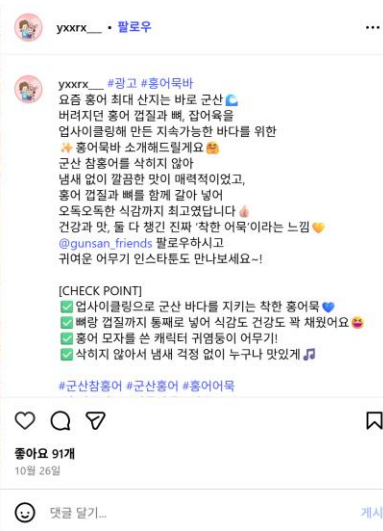 yxxrx___ • 팔로우
yxxrx___ #광고 #홍어묵바
요즘 홍어 최대 산지는 바로 군산🌊
버려지던 홍어 껍질과 뼈, 잡어육을
업사이클링해 만든 지속가능한 바다를 위한
✨홍어묵바 소개해드릴게요🤗
군산 참홍어를 삭히지 않아
냄새 없이 깔끔한 맛이 매력적이었고,
홍어 껍질과 뼈를 함께 갈아 넣어
오독오독한 식감까지 최고였답니다👍🏻
건강과 맛, 둘 다 챙긴 진짜 '착한 어묵'이라는 느낌🧡
@gunsan_friends 팔로우하시고
귀여운 어무기 인스타툰도 만나보세요~!
[CHECK POINT]
✅업사이클링으로 군산 바다를 지키는 착한 홍어묵💙
✅뼈랑 껍질까지 통째로 넣어 식감도 건강도 꽉 채웠어요😆
✅홍어 모자를 쓴 캐릭터 귀염둥이 어무기!
✅삭히지 않아서 냄새 걱정 없이 누구나 맛있게🎵
#군산참홍어 #군산홍어 #홍어어묵
좋아요 91개
10월 26일
댓글 달기...
게시